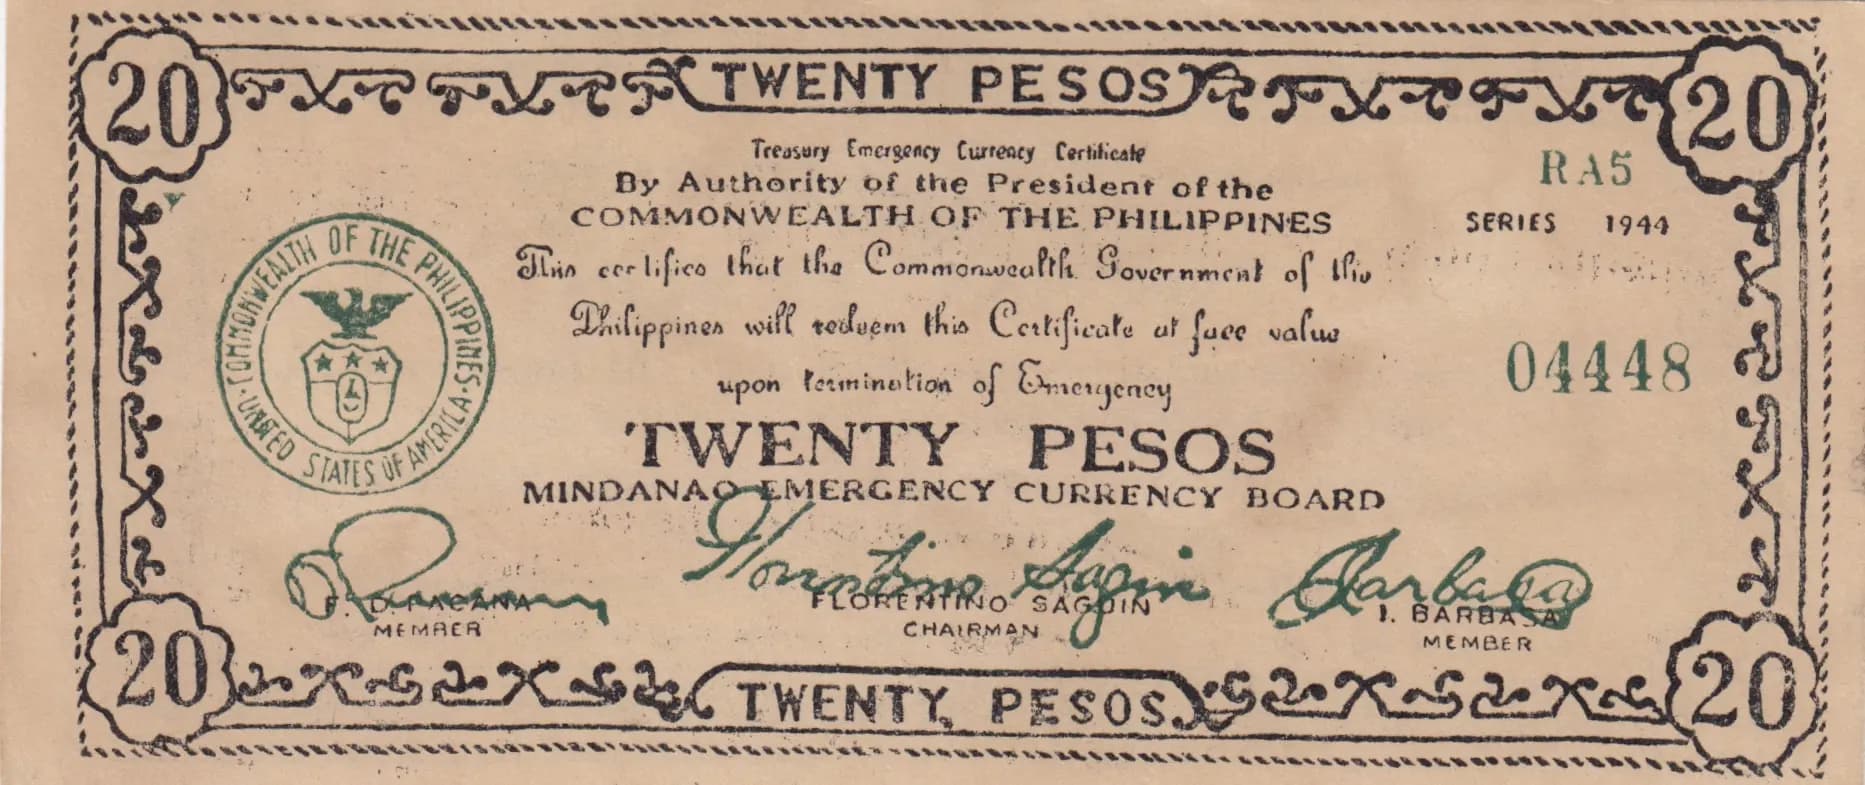 20 TWENTY PESOS 20
Treasury Emergency Currency Certificate
By Authority of the President of the
COMMONWEALTH OF THE PHILIPPINES
RA5
SERIES 1944
This certifies that the Commonwealth Government of the
Philippines will redeem this Certificate at face value
upon termination of Emergency
04448
COMMONWEALTH OF THE PHILIPPINES
UNITED STATES OF AMERICA
TWENTY PESOS
MINDANAO EMERGENCY CURRENCY BOARD
Florentino Saguin
Barbasa
F. D. PACANA
MEMBER
FLORENTINO SAGUIN
CHAIRMAN
I. BARBASA
MEMBER
20 TWENTY PESOS 20